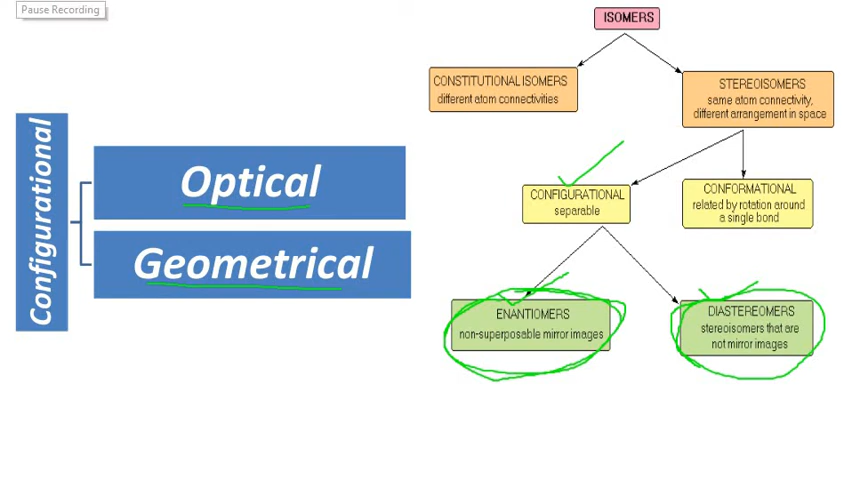 Pause Recording
Configurational
Optical
Geometrical
ISOMERS
CONSTITUTIONAL ISOMERS
different atom connectivities
STEREOISOMERS
same atom connectivity,
different arrangement in space
CONFIGURATIONAL
separable
CONFORMATIONAL
related by rotation around
a single bond
ENANTIOMERS
non-superposable mirror images
DIASTEREOMERS
stereoisomers that are
not mirror images